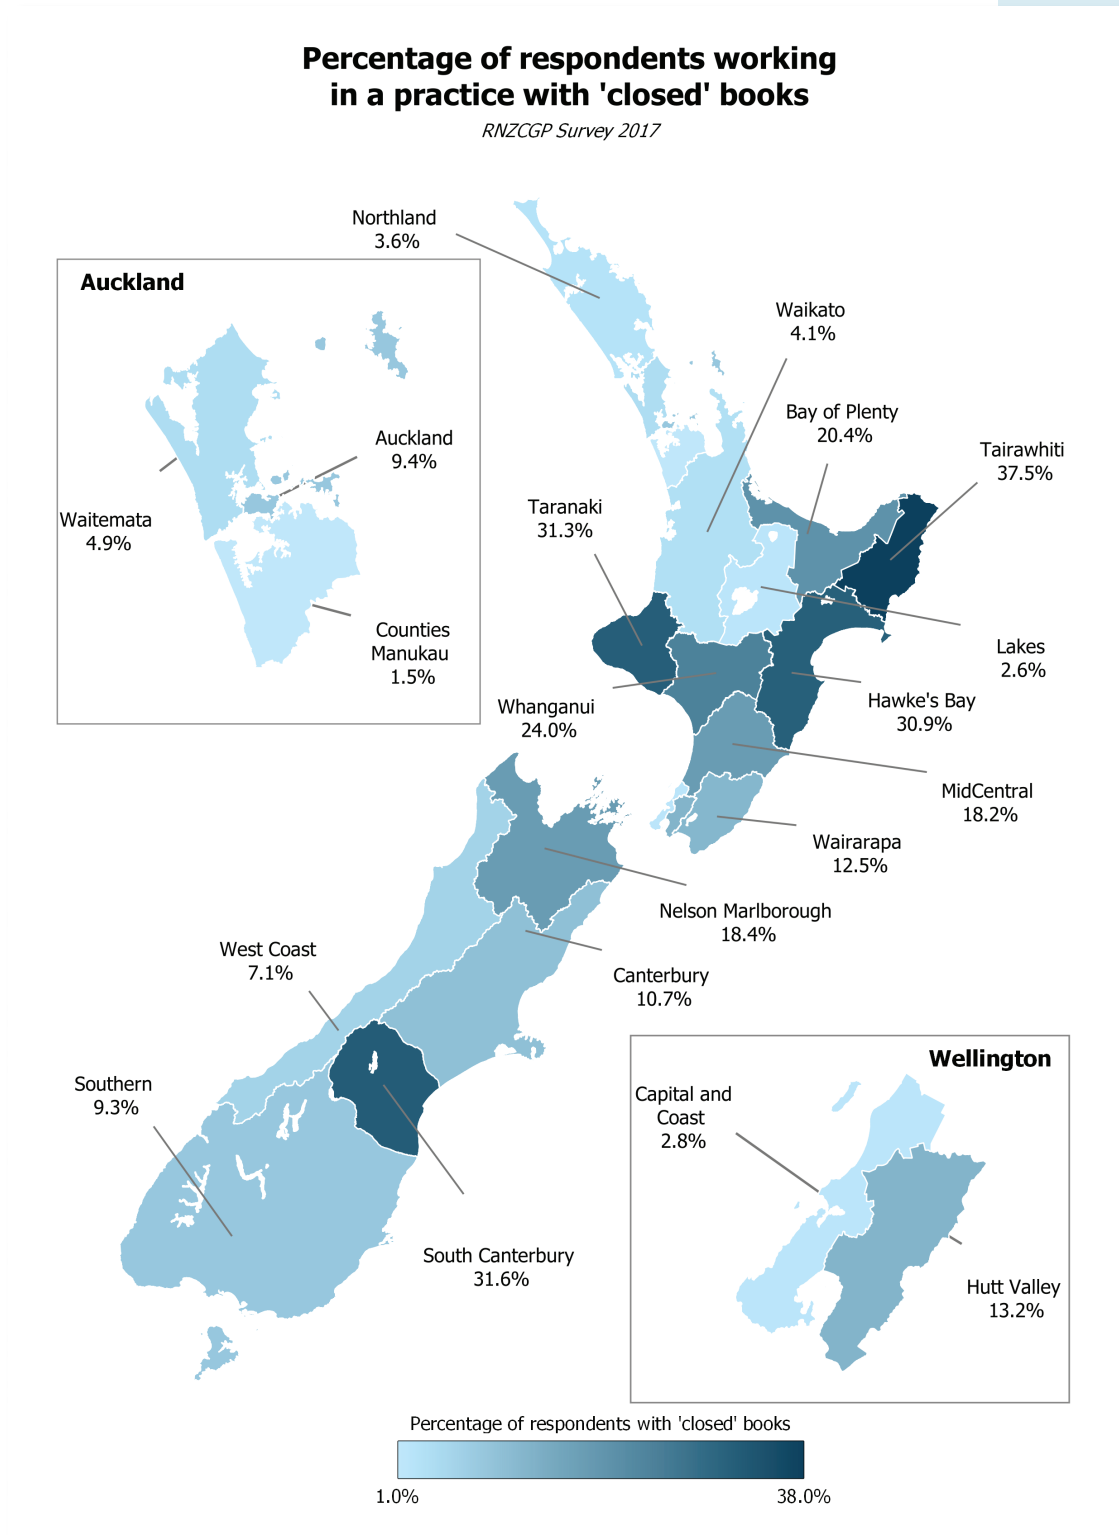 Percentage of respondents working
in a practice with 'closed' books
RNZCGP Survey 2017
Northland
3.6%
Auckland
Waikato
4.1%
Bay of Plenty
20.4%
Auckland
9.4%
Tairawhiti
37.5%
Taranaki
31.3%
Waitemata
4.9%
Counties
Manukau
1.5%
Lakes
2.6%
Hawke's Bay
30.9%
Whanganui
24.0%
MidCentral
18.2%
Wairarapa
12.5%
Nelson Marlborough
18.4%
West Coast
7.1%
Canterbury
10.7%
Wellington
Southern
9.3%
Capital and
Coast
2.8%
South Canterbury
31.6%
Hutt Valley
13.2%
Percentage of respondents with 'closed' books
1.0%
38.0%